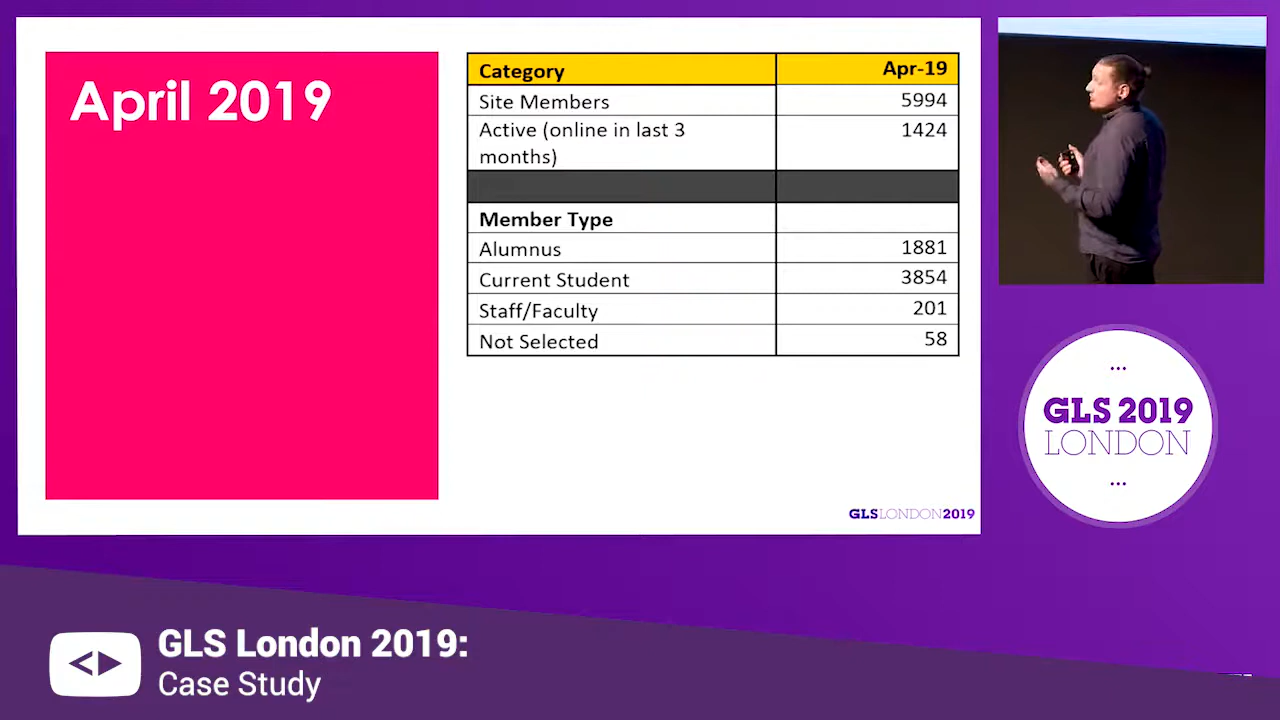 April 2019
Category Apr-19
Site Members 5994
Active (online in last 3 1424
months)
Member Type
Alumnus 1881
Current Student 3854
Staff/Faculty 201
Not Selected 58
GLSLONDON2019
...
GLS 2019
LONDON
...
GLS London 2019:
Case Study